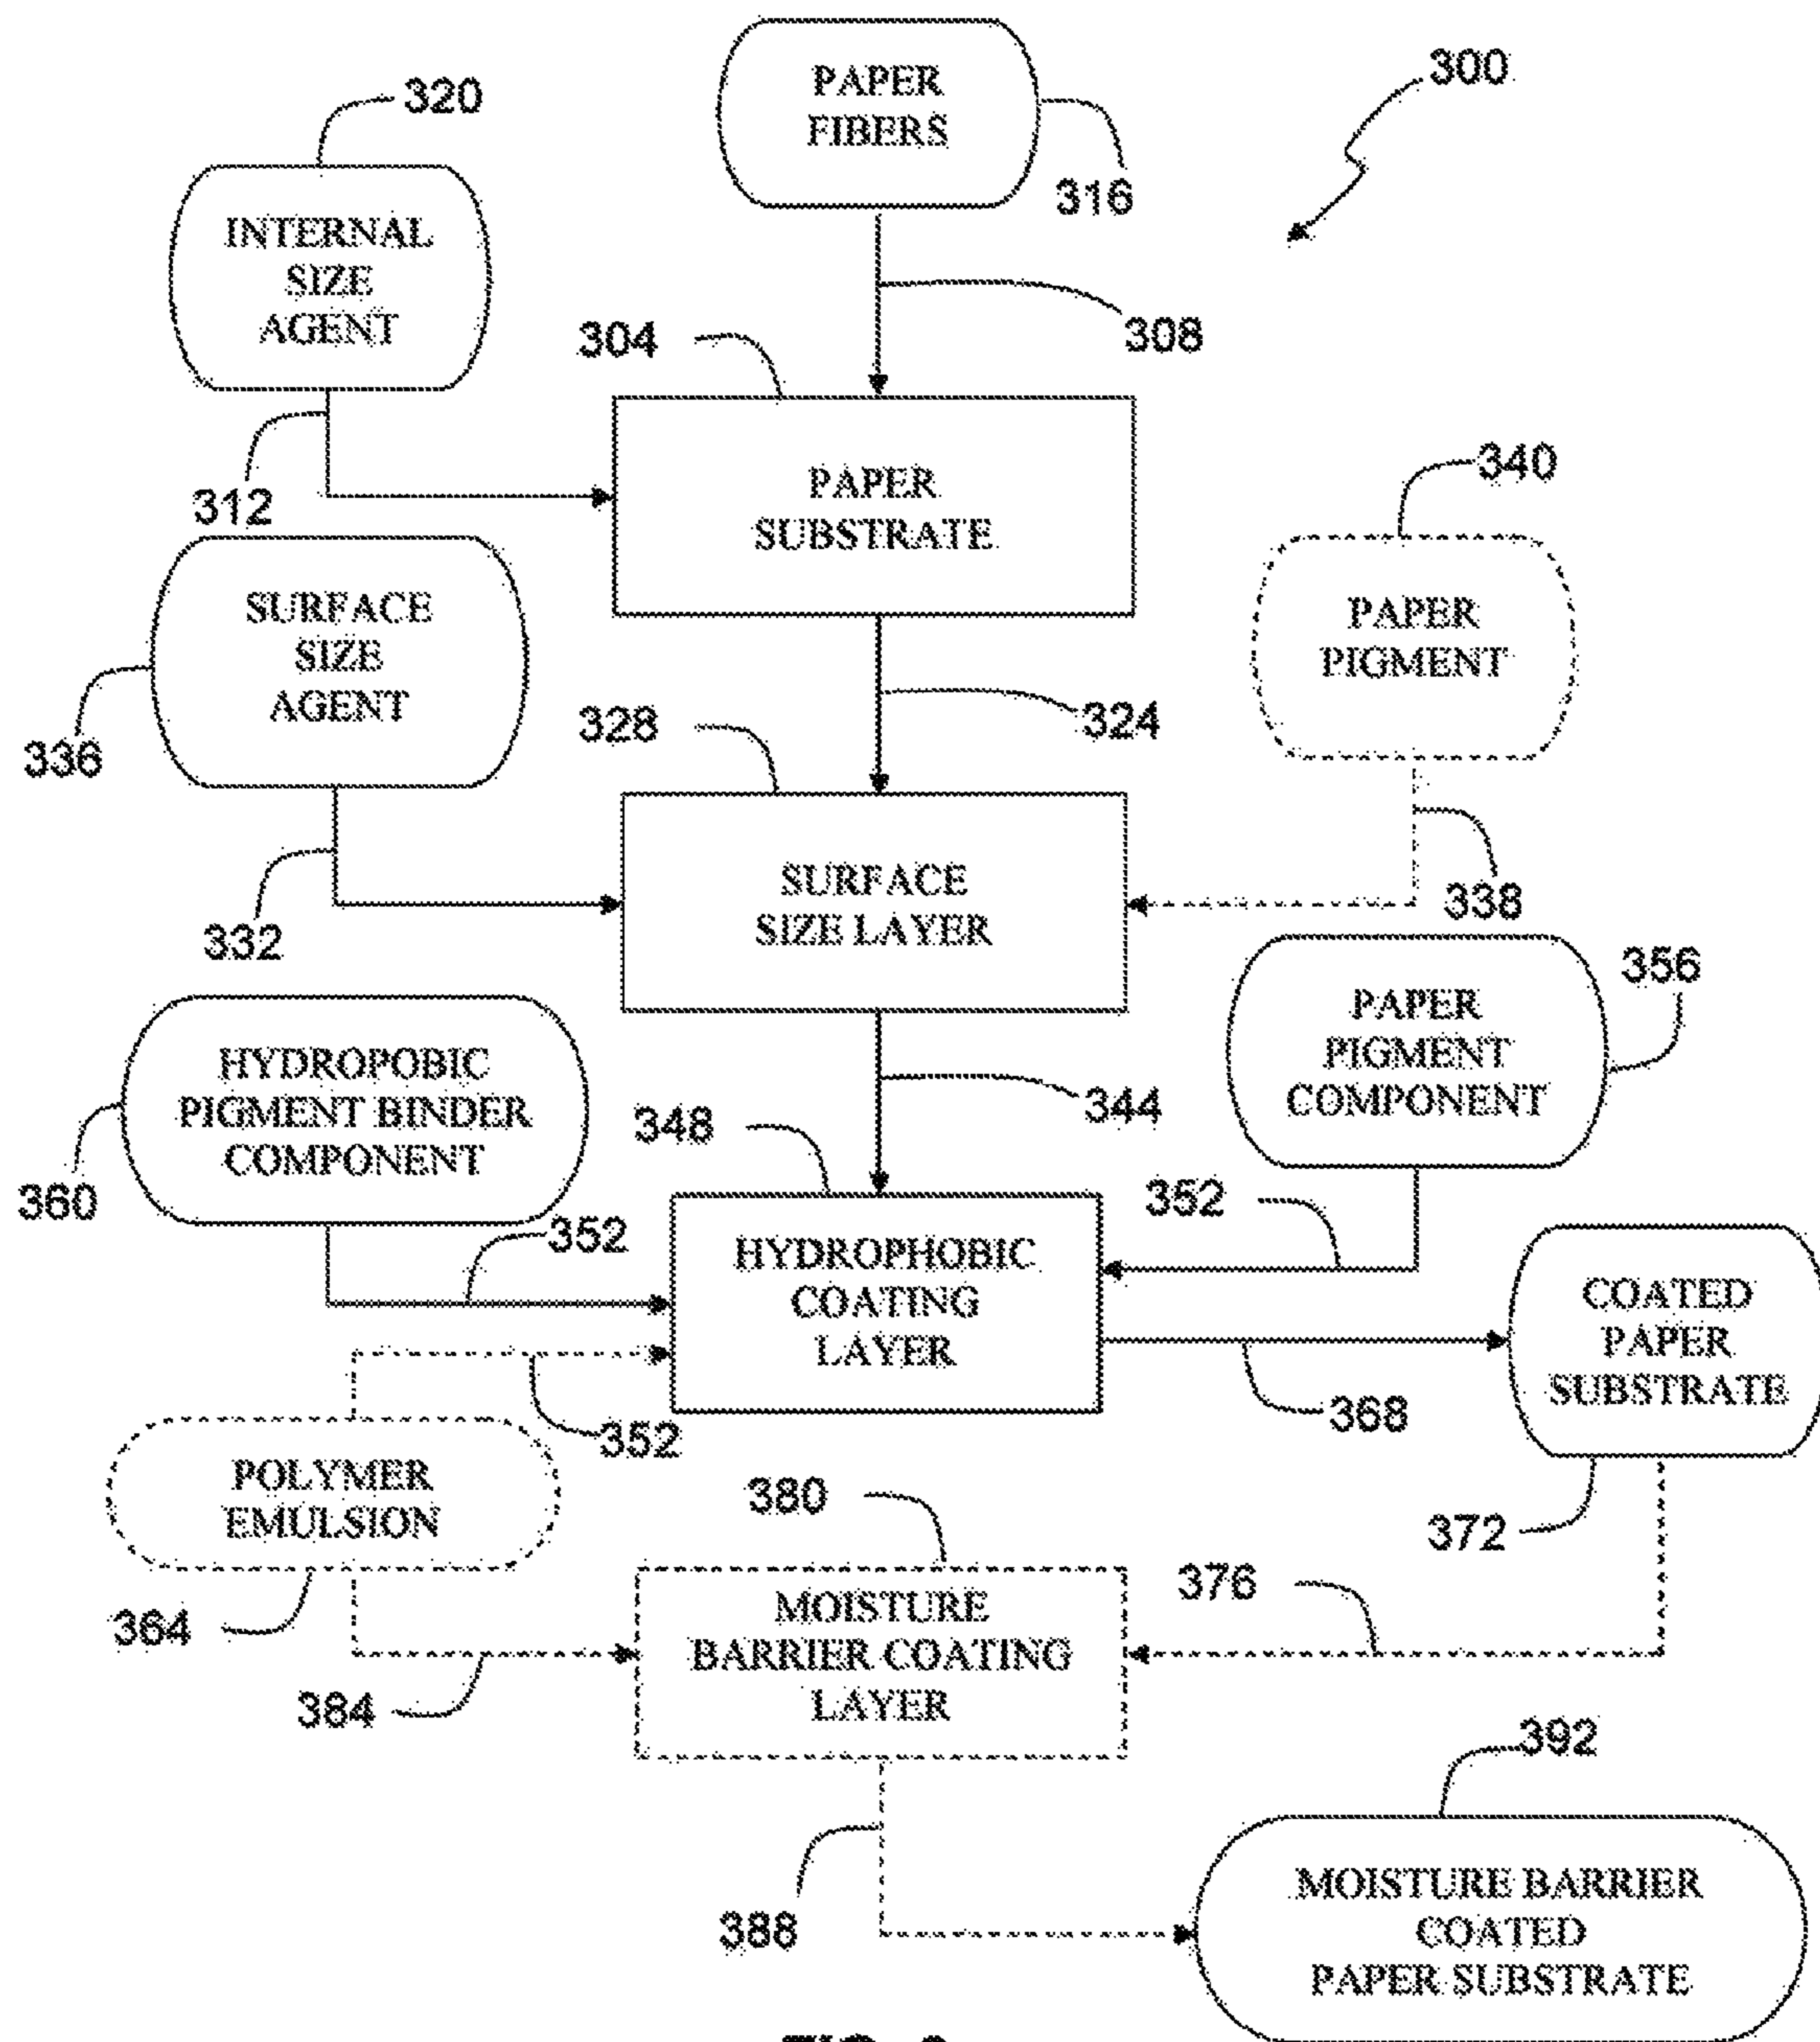 300
PAPER
FIBERS
316
320
INTERNAL
SIZE
AGENT
308
304
312
PAPER
SUBSTRATE
340
SURFACE
SIZE
AGENT
336
PAPER
PIGMENT
324
328
332
SURFACE
SIZE LAYER
338
356
PAPER
PIGMENT
COMPONENT
HYDROPOBIC
PIGMENT BINDER
COMPONENT
360
344
348
352
352
HYDROPHOBIC
COATING
LAYER
COATED
PAPER
SUBSTRATE
368
352
372
POLYMER
EMULSION
364
380
376
MOISTURE
BARRIER COATING
LAYER
384
392
388
MOISTURE BARRIER
COATED
PAPER SUBSTRATE